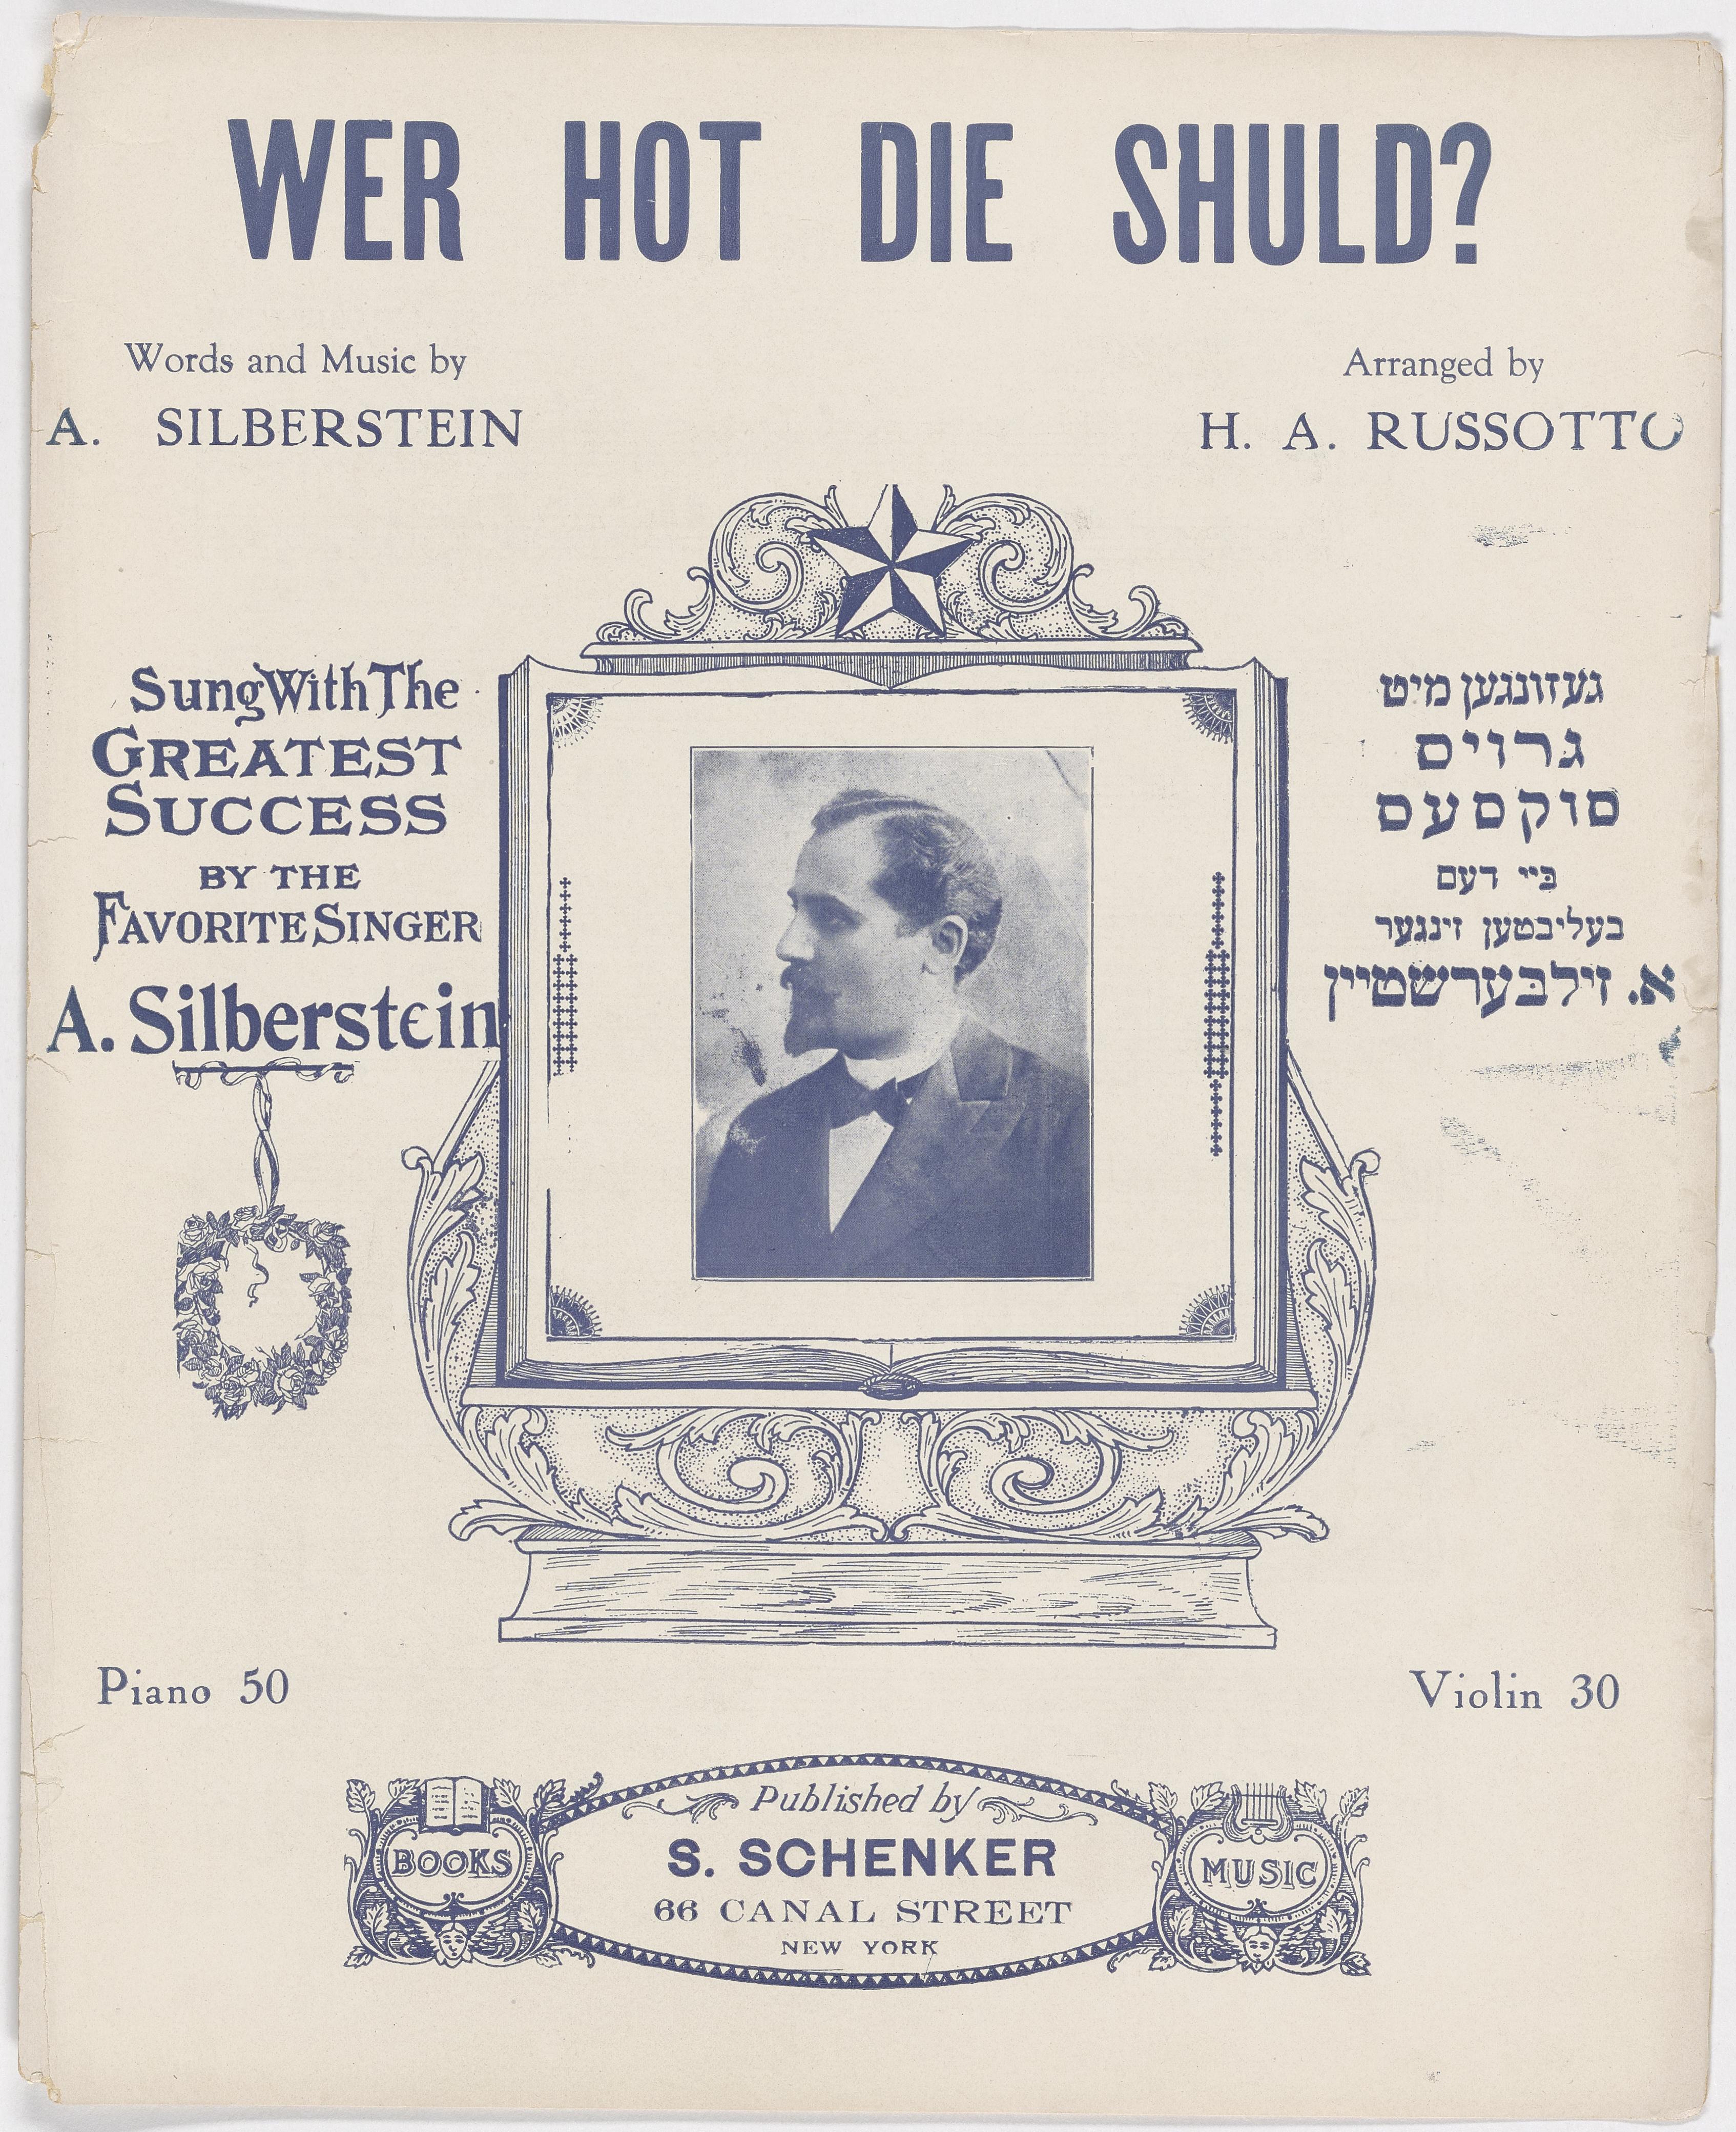 WER HOT DIE SHULD?
Words and Music by
A. SILBERSTEIN
Arranged by
H. A. RUSSOTTO
Sung With The
GREATEST
SUCCESS
BY THE
FAVORITE SINGER
A. Silberstein
געזונגען מיט
גרויס
סוקסעס
ביי דעם
בעליבטען זינגער
א. זילבערשטיין
Piano 50
Violin 30
BOOKS
Published by
S. SCHENKER
66 CANAL STREET
NEW YORK
MUSIC